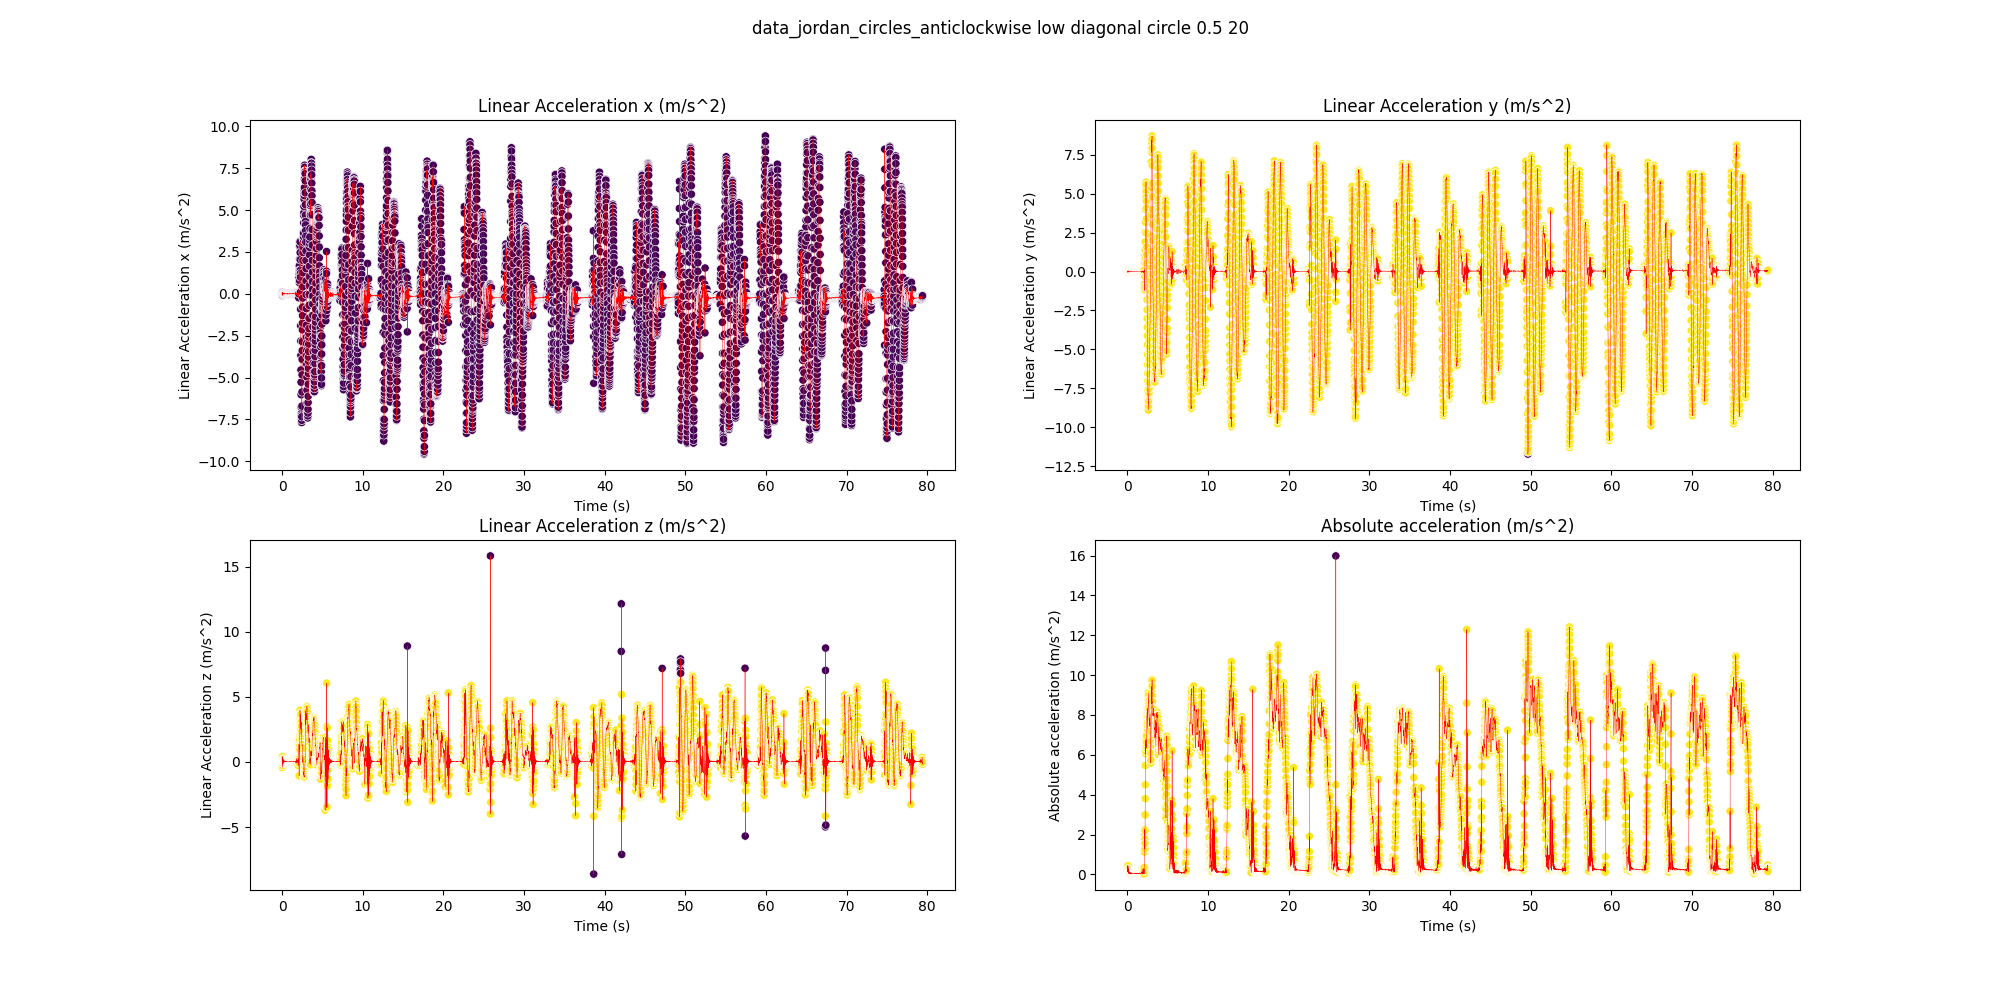 data_jordan_circles_anticlockwise low diagonal circle 0.5 20
Linear Acceleration x (m/s^2)
Linear Acceleration x (m/s^2)
10.0
7.5
5.0
2.5
0.0
−2.5
−5.0
−7.5
−10.0
0 10 20 30 40 50 60 70 80
Time (s)
Linear Acceleration y (m/s^2)
Linear Acceleration y (m/s^2)
7.5
5.0
2.5
0.0
−2.5
−5.0
−7.5
−10.0
−12.5
0 10 20 30 40 50 60 70 80
Time (s)
Linear Acceleration z (m/s^2)
Linear Acceleration z (m/s^2)
15
10
5
0
−5
0 10 20 30 40 50 60 70 80
Time (s)
Absolute acceleration (m/s^2)
Absolute acceleration (m/s^2)
16
14
12
10
8
6
4
2
0
0 10 20 30 40 50 60 70 80
Time (s)